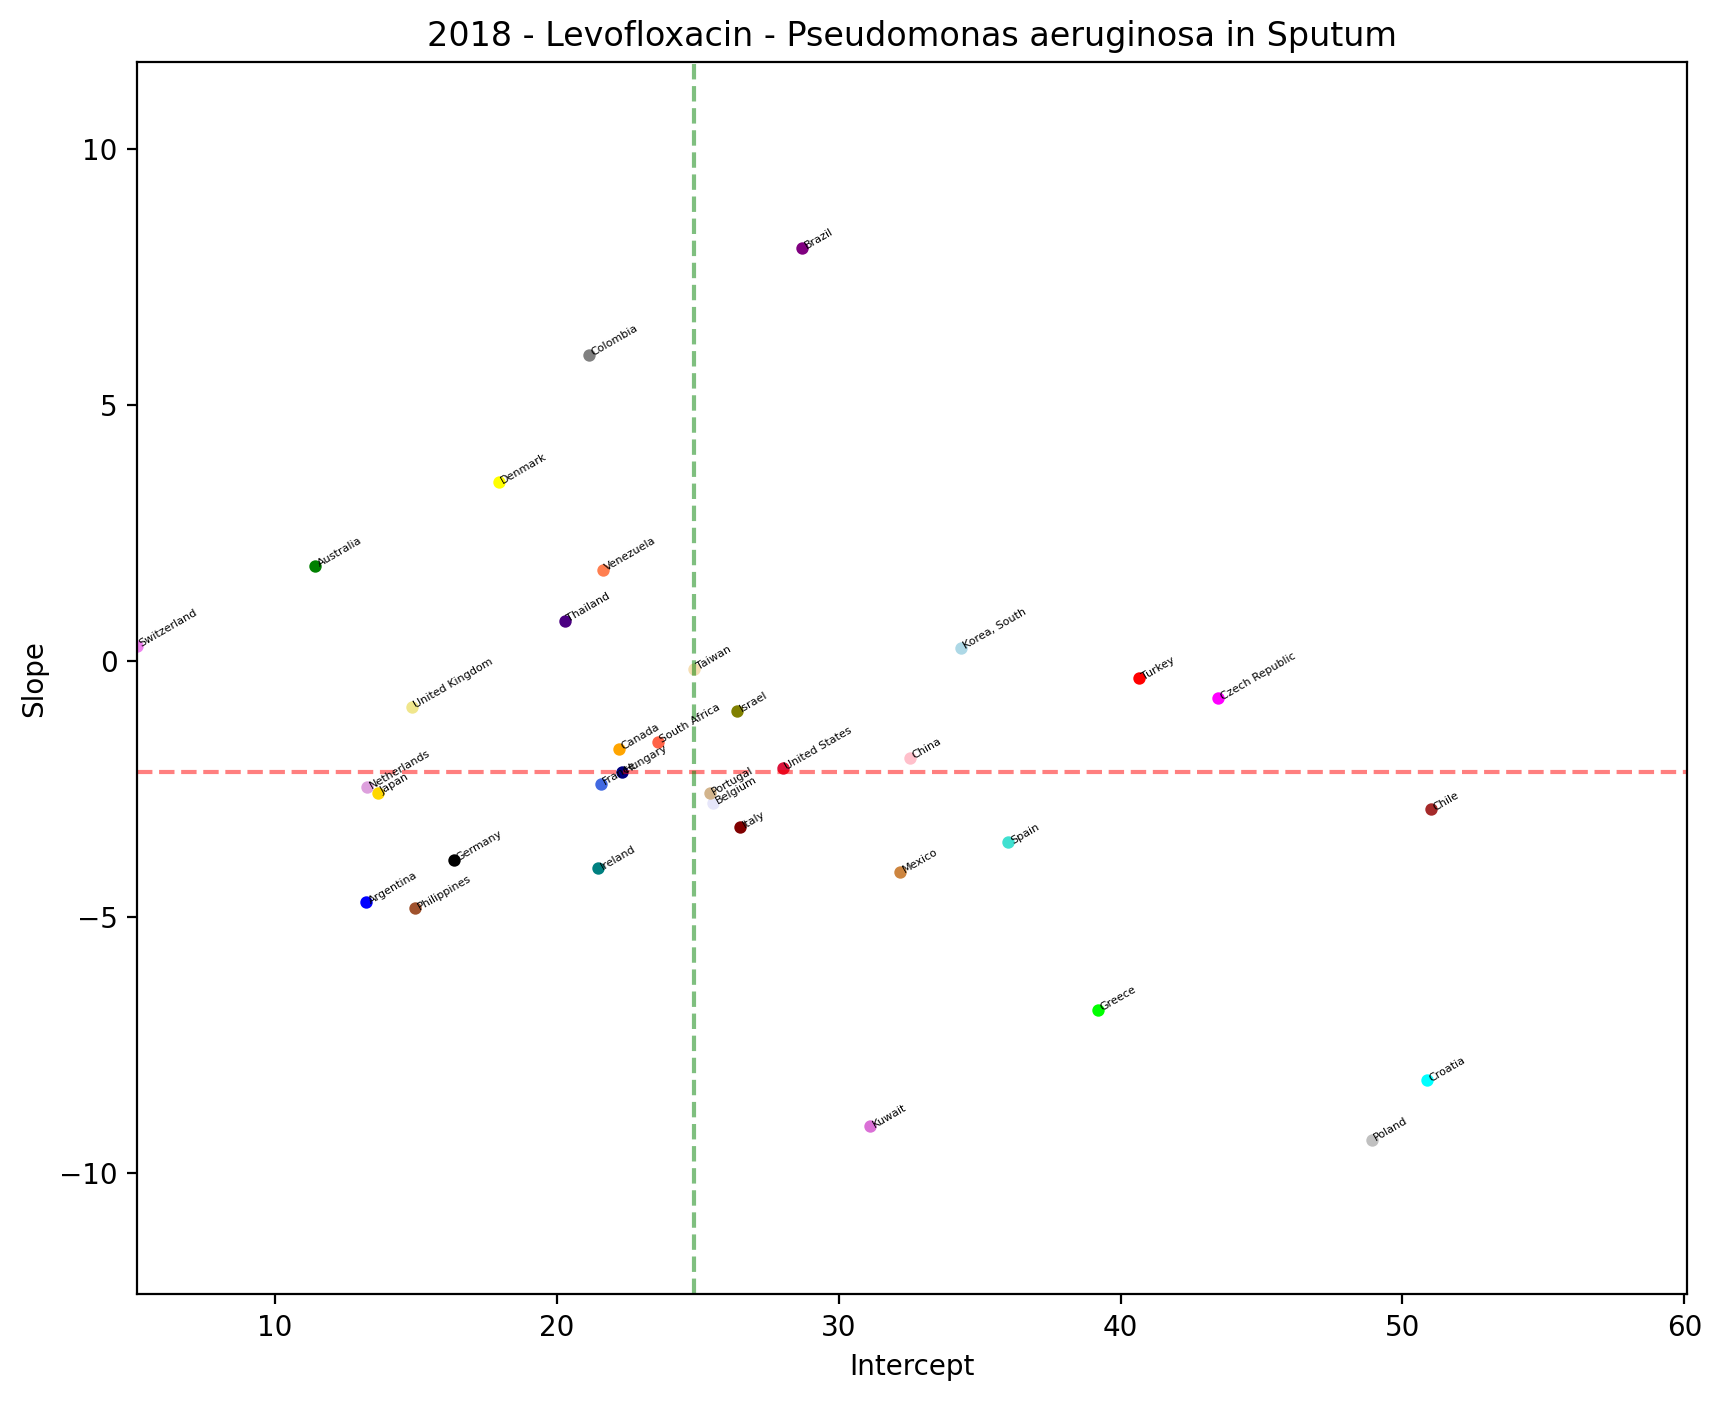 2018 - Levofloxacin - Pseudomonas aeruginosa in Sputum
10
5
0
−5
−10
Slope
Brazil
Colombia
Denmark
Australia
Venezuela
Thailand
Switzerland
Korea, South
Taiwan
Turkey
Czech Republic
United Kingdom
Israel
South Africa
Canada
China
United States
Hungary
France
Netherlands
Japan
Portugal
Belgium
Chile
Italy
Spain
Germany
Ireland
Mexico
Argentina
Philippines
Greece
Croatia
Kuwait
Poland
10 20 30 40 50 60
Intercept